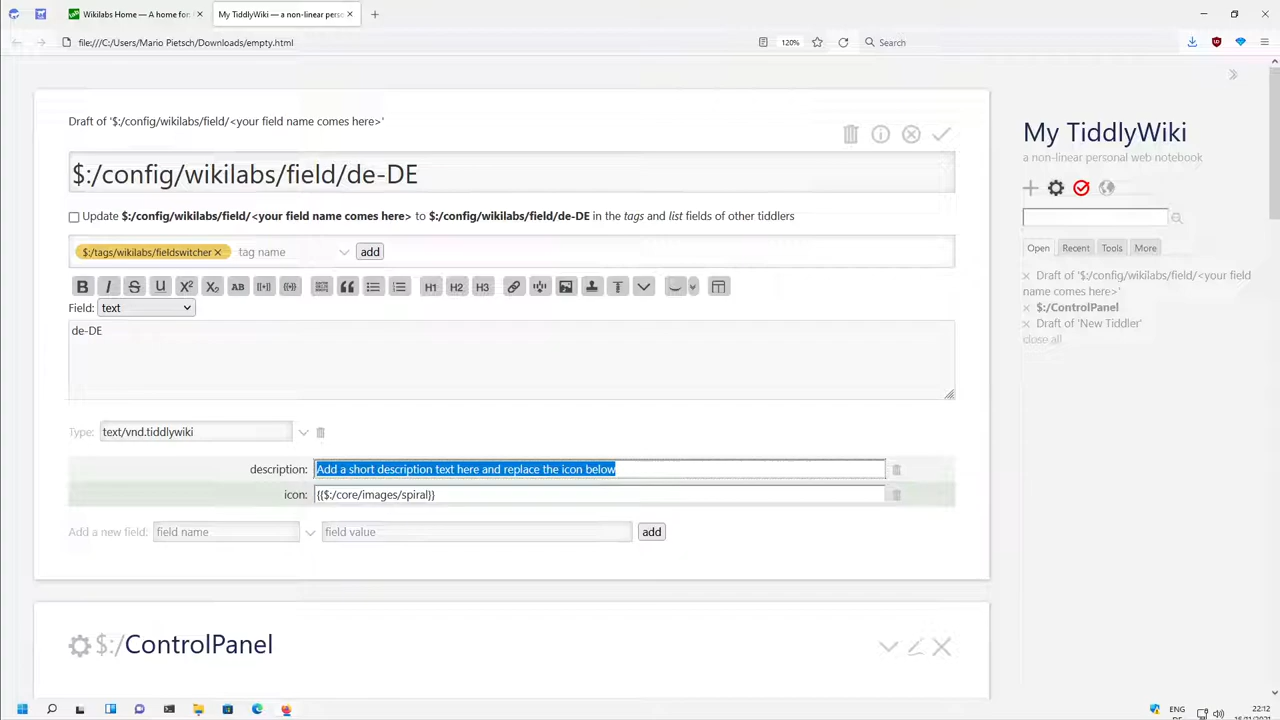 Wikilabs Home — A home for
My TiddlyWiki — a non-linear perso
file:///C:/Users/Mario Pietsch/Downloads/empty.html
120%
Search
Draft of '$:/config/wikilabs/field/<your field name comes here>'
$:/config/wikilabs/field/de-DE
Update $:/config/wikilabs/field/<your field name comes here> to $:/config/wikilabs/field/de-DE in the tags and list fields of other tiddlers
$:/tags/wikilabs/fieldswitcher
tag name
add
B I S U X² X₂ AB H1 H2 H3
Field: text
de-DE
Type: text/vnd.tiddlywiki
description: Add a short description text here and replace the icon below
icon: {{$:/core/images/spiral}}
Add a new field: field name field value add
$:/ControlPanel
My TiddlyWiki
a non-linear personal web notebook
Open Recent Tools More
Draft of '$:/config/wikilabs/field/<your field name comes here>'
$:/ControlPanel
Draft of 'New Tiddler'
close all
ENG
22:12